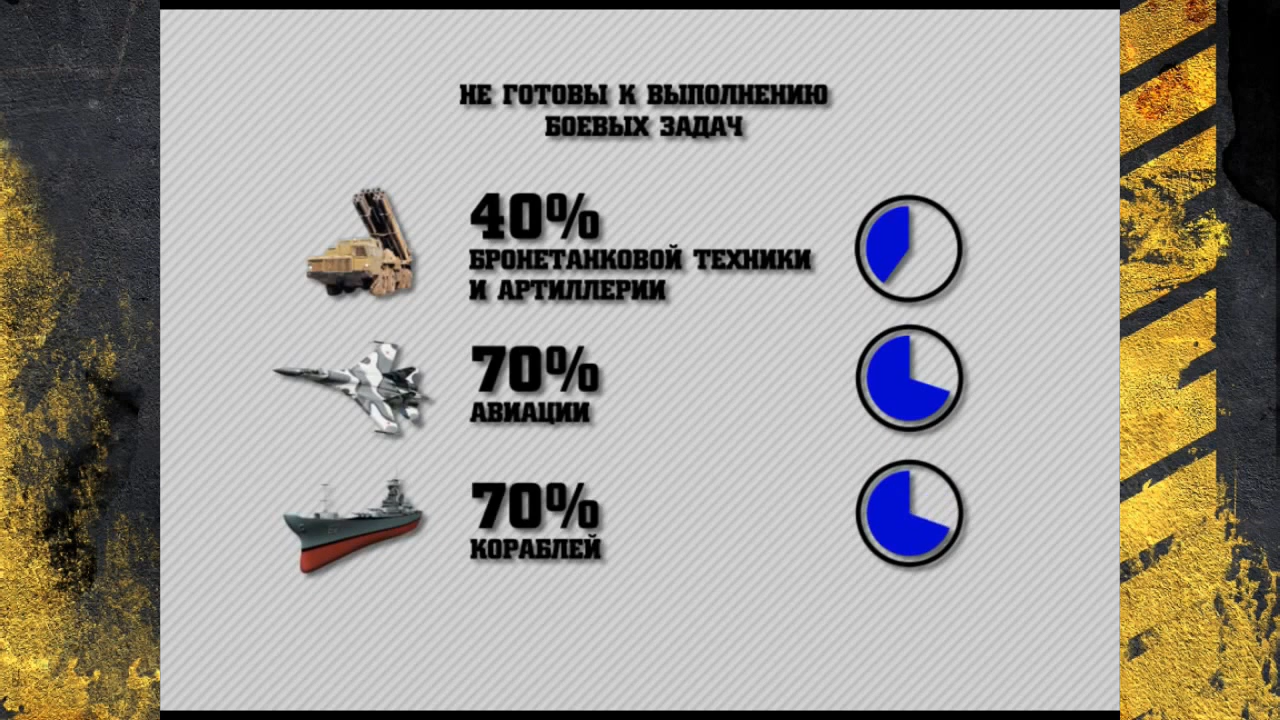 НЕ ГОТОВЫ К ВЫПОЛНЕНИЮ
БОЕВЫХ ЗАДАЧ
40%
БРОНЕТАНКОВОЙ ТЕХНИКИ
И АРТИЛЛЕРИИ
70%
АВИАЦИИ
70%
КОРАБЛЕЙ